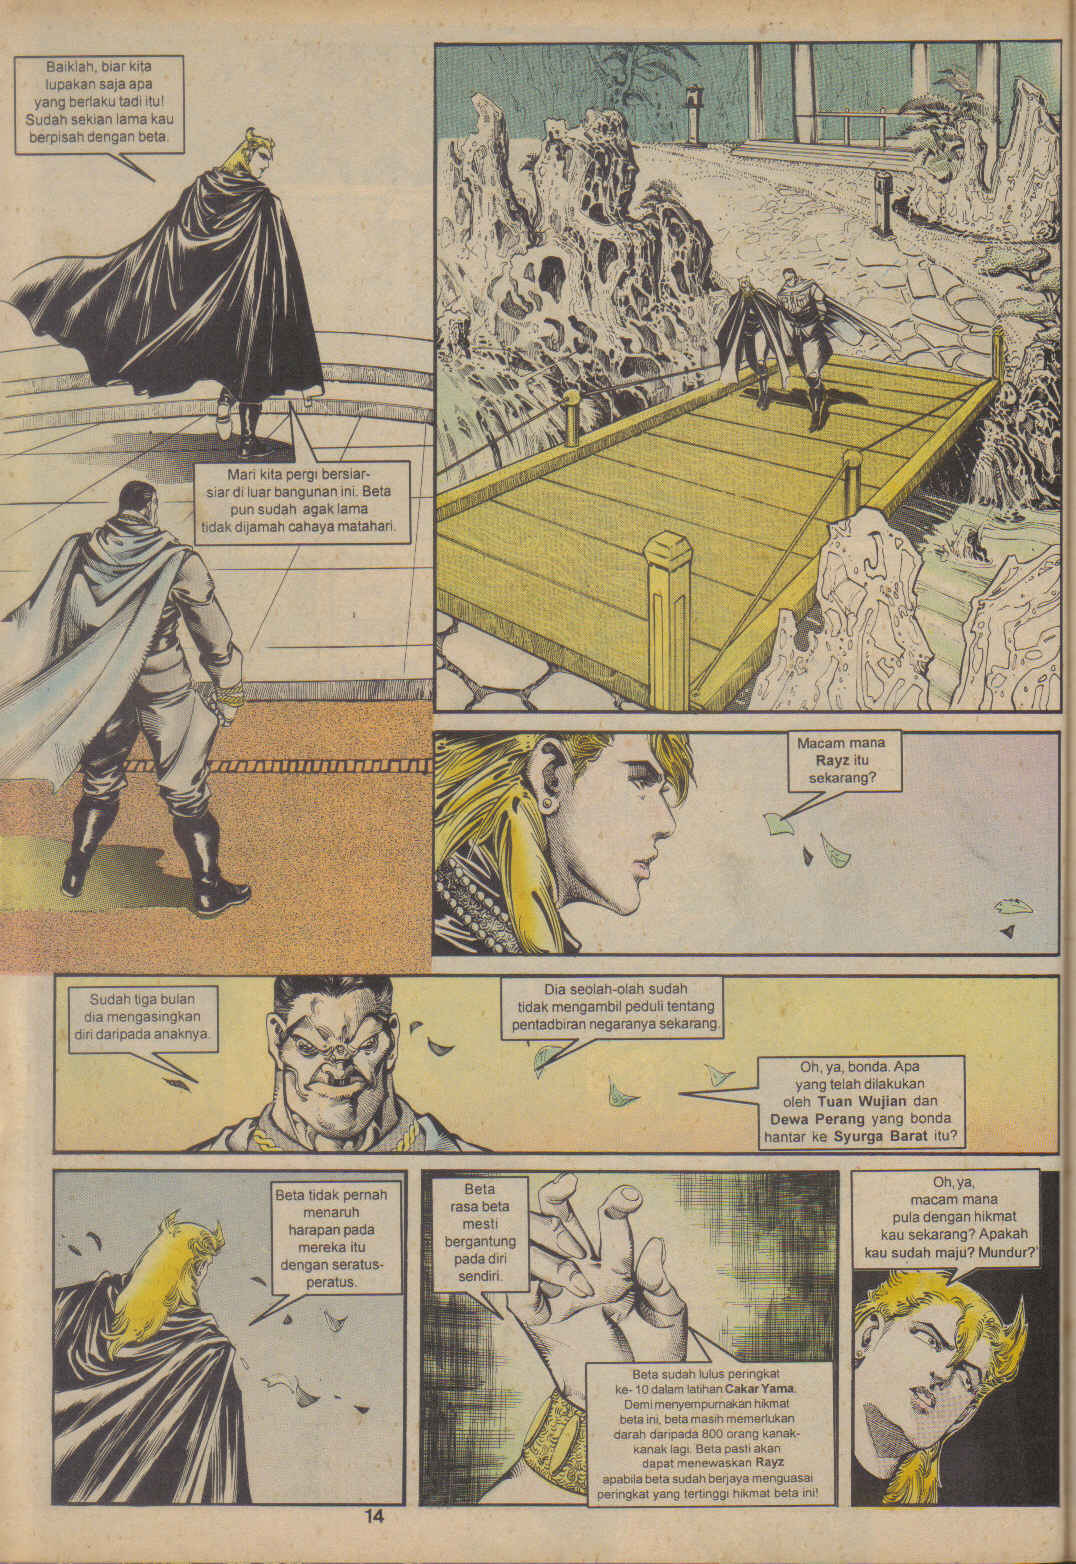 Baiklah, biar kita
lupakan saja apa
yang berlaku tadi itu!
Sudah sekian lama kau
berpisah dengan beta.
Mari kita pergi bersiar-
siar di luar bangunan ini. Beta
pun sudah agak lama
tidak dijamah cahaya matahari.
Macam mana
Rayz itu
sekarang?
Sudah tiga bulan
dia mengasingkan
diri daripada anaknya.
Dia seolah-olah sudah
tidak mengambil peduli tentang
pentadbiran negaranya sekarang.
Oh, ya, bonda. Apa
yang telah dilakukan
oleh Tuan Wujian dan
Dewa Perang yang bonda
hantar ke Syurga Barat itu?
Beta tidak pernah
menaruh
harapan pada
mereka itu
dengan seratus-
peratus.
Beta
rasa beta
mesti
bergantung
pada diri
sendiri.
Beta sudah lulus peringkat
ke- 10 dalam latihan Cakar Yama.
Demi menyempurnakan hikmat
beta ini, beta masih memerlukan
darah daripada 800 orang kanak-
kanak lagi. Beta pasti akan
dapat menewaskan Rayz
apabila beta sudah berjaya menguasai
peringkat yang tertinggi hikmat beta ini!
Oh, ya,
macam mana
pula dengan hikmat
kau sekarang? Apakah
kau sudah maju? Mundur?
14